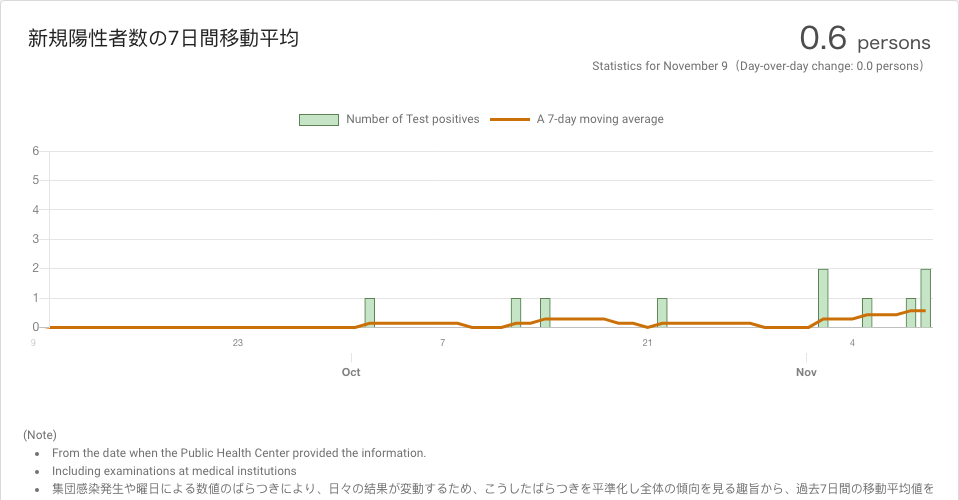 新規陽性者数の7日間移動平均
0.6 persons
Statistics for November 9（Day-over-day change: 0.0 persons）
Number of Test positives
A 7-day moving average
6
5
4
3
2
1
0
9 23 7 21 4
Oct Nov
(Note)
• From the date when the Public Health Center provided the information.
• Including examinations at medical institutions
• 集団感染発生や曜日による数値のばらつきにより、日々の結果が変動するため、こうしたばらつきを平準化し全体の傾向を見る趣旨から、過去7日間の移動平均値を